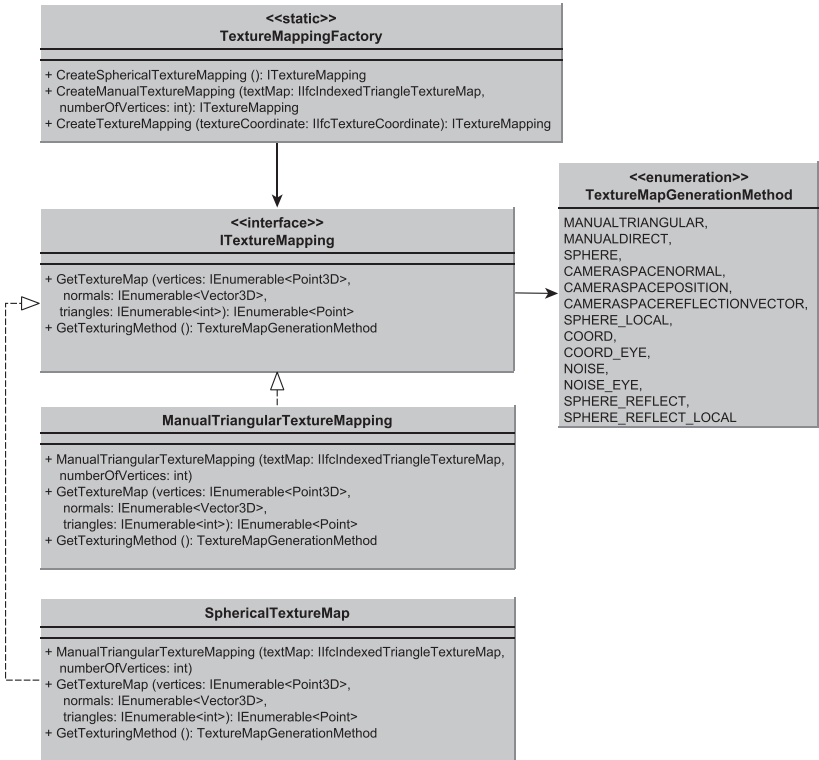 <<static>>
TextureMappingFactory
+ CreateSphericalTextureMapping (): ITextureMapping
+ CreateManualTextureMapping (textMap: IIfcIndexedTriangleTextureMap,
numberOfVertices: int): ITextureMapping
+ CreateTextureMapping (textureCoordinate: IIfcTextureCoordinate): ITextureMapping
<<interface>>
ITextureMapping
+ GetTextureMap (vertices: IEnumerable<Point3D>,
normals: IEnumerable<Vector3D>,
triangles: IEnumerable<int>): IEnumerable<Point>
+ GetTexturingMethod (): TextureMapGenerationMethod
<<enumeration>>
TextureMapGenerationMethod
MANUALTRIANGULAR,
MANUALDIRECT,
SPHERE,
CAMERASPACENORMAL,
CAMERASPACEPOSITION,
CAMERASPACEREFLECTIONVECTOR,
SPHERE_LOCAL,
COORD,
COORD_EYE,
NOISE,
NOISE_EYE,
SPHERE_REFLECT,
SPHERE_REFLECT_LOCAL
ManualTriangularTextureMapping
+ ManualTriangularTextureMapping (textMap: IIfcIndexedTriangleTextureMap,
numberOfVertices: int)
+ GetTextureMap (vertices: IEnumerable<Point3D>,
normals: IEnumerable<Vector3D>,
triangles: IEnumerable<int>): IEnumerable<Point>
+ GetTexturingMethod (): TextureMapGenerationMethod
SphericalTextureMap
+ ManualTriangularTextureMapping (textMap: IIfcIndexedTriangleTextureMap,
numberOfVertices: int)
+ GetTextureMap (vertices: IEnumerable<Point3D>,
normals: IEnumerable<Vector3D>,
triangles: IEnumerable<int>): IEnumerable<Point>
+ GetTexturingMethod (): TextureMapGenerationMethod